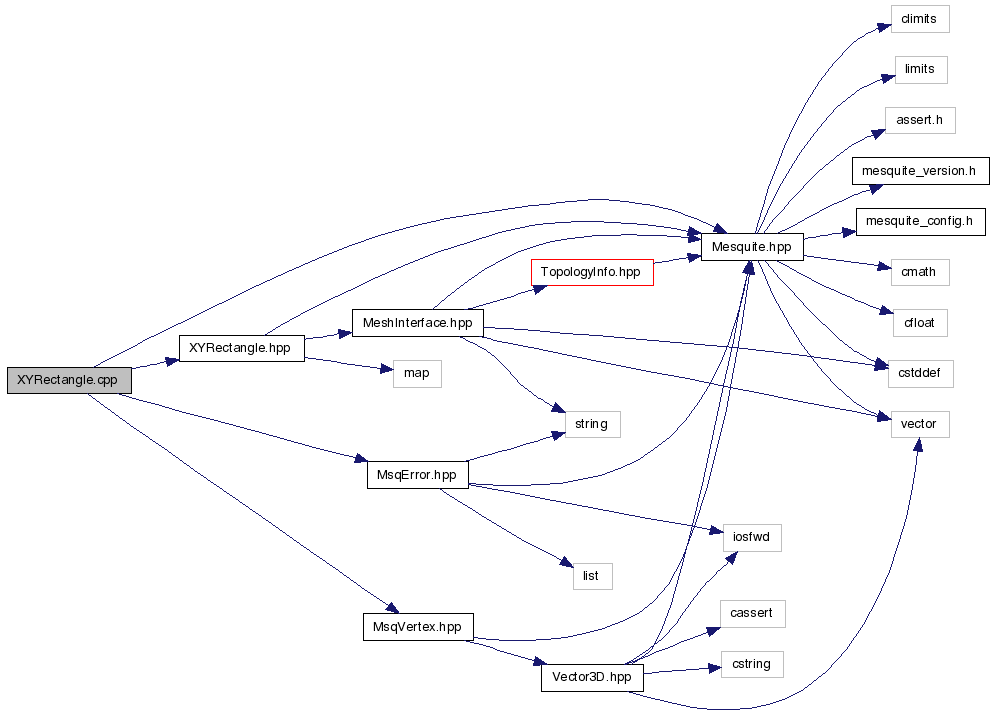 climits
limits
assert.h
mesquite_version.h
mesquite_config.h
Mesquite.hpp
TopologyInfo.hpp
cmath
MeshInterface.hpp
cfloat
XYRectangle.hpp
XYRectangle.cpp
map
cstddef
string
vector
MsqError.hpp
iosfwd
list
cassert
MsqVertex.hpp
cstring
Vector3D.hpp